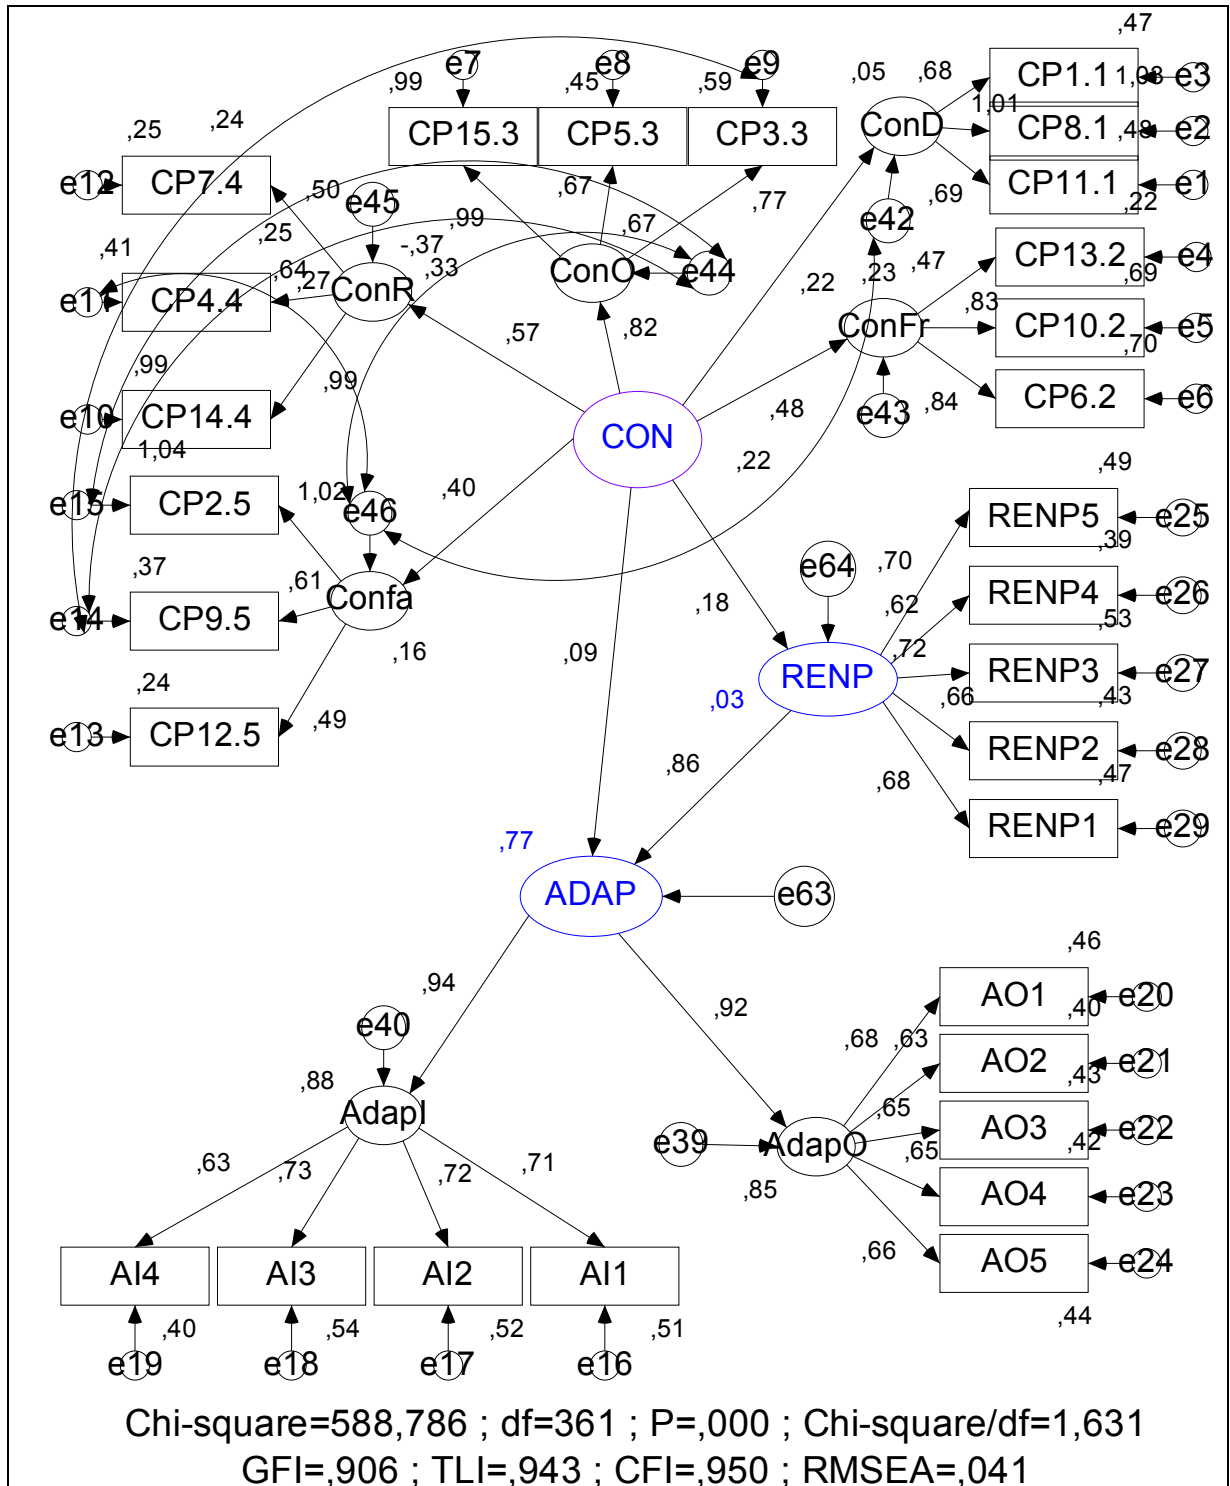 ,47
e7 e8 e9
,99 ,45 ,59 ,05 ,68 CP1.1 1,08 e3
,25 ,24 CP15.3 CP5.3 CP3.3 ConD 1,01 CP8.1 ,48 e2
e12 CP7.4 ,50 e45 ,67 ,67 ,77 ,69 CP11.1 ,22 e1
,41 ,25 -,37 ,99 e42
e11 CP4.4 ,64 ,27 ConR ,33 ConO e44 ,22 ,23 ,47 CP13.2 ,69 e4
,57 ,82 ConFr ,83 CP10.2 ,70 e5
,99 ,99
e10 CP14.4 CON ,48 e43 ,84 CP6.2 e6
1,04 ,22 ,49
e15 CP2.5 1,02 e46 ,40 RENP5 ,39 e25
,37 ,61 Confa e64 ,70 ,62 RENP4 ,53 e26
e14 CP9.5 ,16 ,09 ,18 ,72
,24 ,03 RENP ,66 RENP3 ,43 e27
e13 CP12.5 ,49 ,86 ,68 RENP2 ,47 e28
RENP1 e29
,77
ADAP e63
,46
,94 ,92 AO1 ,40 e20
e40 ,68 ,63 AO2 ,43 e21
,88 AdapI e39 AdapO ,65 AO3 ,42 e22
,63 ,73 ,72 ,71 ,85 ,65 AO4 e23
,66 AO5 e24
AI4 AI3 AI2 AI1 ,44
,40 ,54 ,52 ,51
e19 e18 e17 e16
Chi-square=588,786 ; df=361 ; P=,000 ; Chi-square/df=1,631
GFI=,906 ; TLI=,943 ; CFI=,950 ; RMSEA=,041